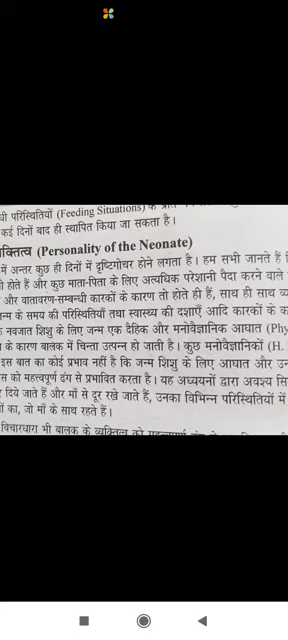 परिस्थितियों (Feeding Situations) के प्रति
कई दिनों बाद ही स्थापित किया जा सकता है।
(Personality of the Neonate)
में अन्तर कुछ ही दिनों में दृष्टिगोचर होने लगता है। हम सभी जानते हैं
होते हैं और कुछ माता-पिता के लिए अत्यधिक परेशानी पैदा करने वाले
और वातावरण-सम्बन्धी कारकों के कारण तो होते ही हैं, साथ ही साथ
के समय की परिस्थितियाँ तथा स्वास्थ्य की दशाएँ आदि कारकों के
नवजात शिशु के लिए जन्म एक दैहिक और मनोवैज्ञानिक आघात
के कारण बालक में चिन्ता उत्पन्न हो जाती है। कुछ मनोवैज्ञानिकों (H.
इस बात का कोई प्रभाव नहीं है कि जन्म शिशु के लिए आघात और
को महत्वपूर्ण ढंग से प्रभावित करता है। यह अध्ययनों द्वारा अवश्य
दिये जाते हैं और माँ से दूर रखे जाते हैं, उनका विभिन्न परिस्थितियों में
का, जो माँ के साथ रहते हैं।
विचारधारा भी बालक के व्यक्तित्व को